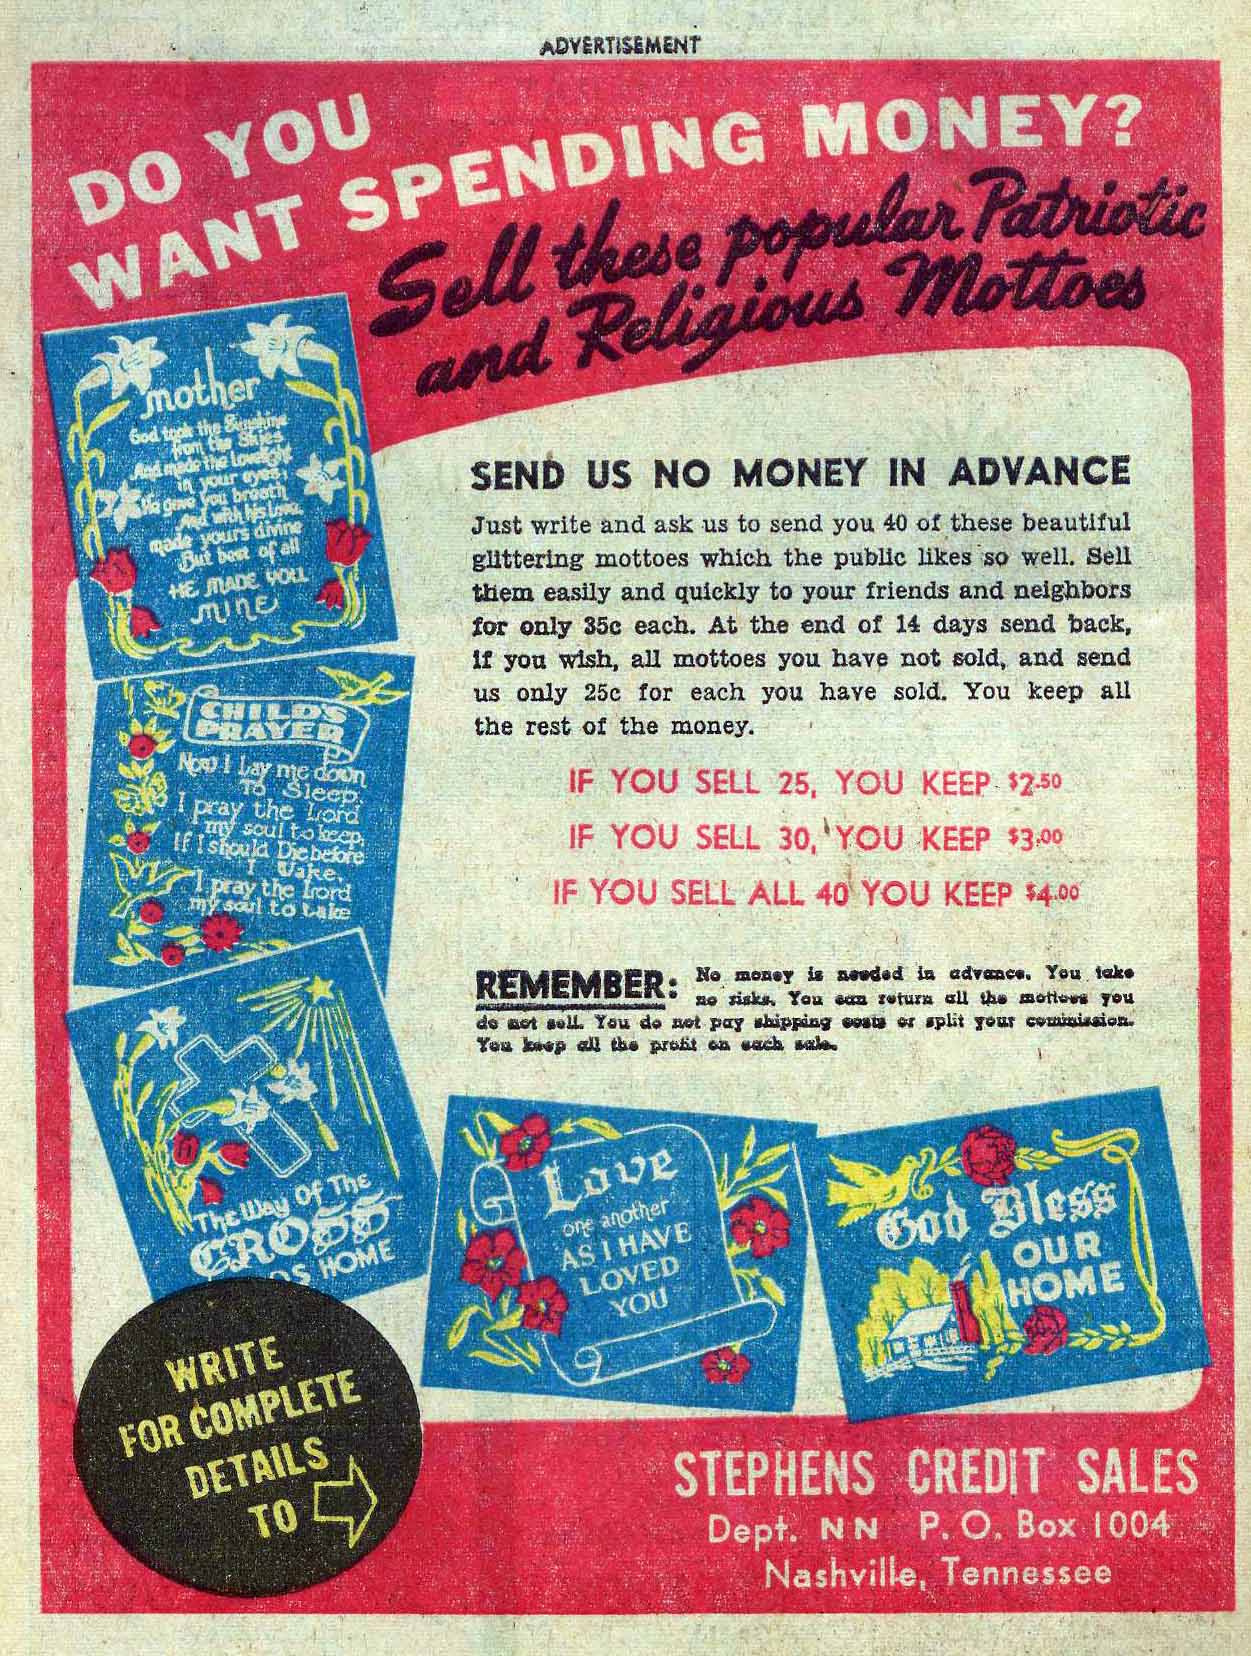 ADVERTISEMENT
DO YOU
WANT SPENDING MONEY?
Sell these popular Patriotic
and Religious Mottoes
mother
God took the Sunshine
from the Skies
And made the Lovelight
in your eyes,
He gave you breath
And with his Love,
made yours divine
But best of all
HE MADE YOU
MINE
CHILD'S
PRAYER
Now I Lay me down
To Sleep,
I pray the Lord
my soul to keep,
If I should Die before
I Wake,
I pray the Lord
my soul to take
The Way Of The
CROSS
HOME
SEND US NO MONEY IN ADVANCE
Just write and ask us to send you 40 of these beautiful
glittering mottoes which the public likes so well. Sell
them easily and quickly to your friends and neighbors
for only 35c each. At the end of 14 days send back,
if you wish, all mottoes you have not sold, and send
us only 25c for each you have sold. You keep all
the rest of the money.
IF YOU SELL 25, YOU KEEP $2.50
IF YOU SELL 30, YOU KEEP $3.00
IF YOU SELL ALL 40 YOU KEEP $4.00
REMEMBER: No money is needed in advance. You take
no risks. You can return all the mottoes you
do not sell. You do not pay shipping costs or split your commission.
You keep all the profit on each sale.
Love
one another
AS I HAVE
LOVED
YOU
God Bless
OUR
HOME
WRITE
FOR COMPLETE
DETAILS
TO
STEPHENS CREDIT SALES
Dept. NN P. O. Box 1004
Nashville, Tennessee